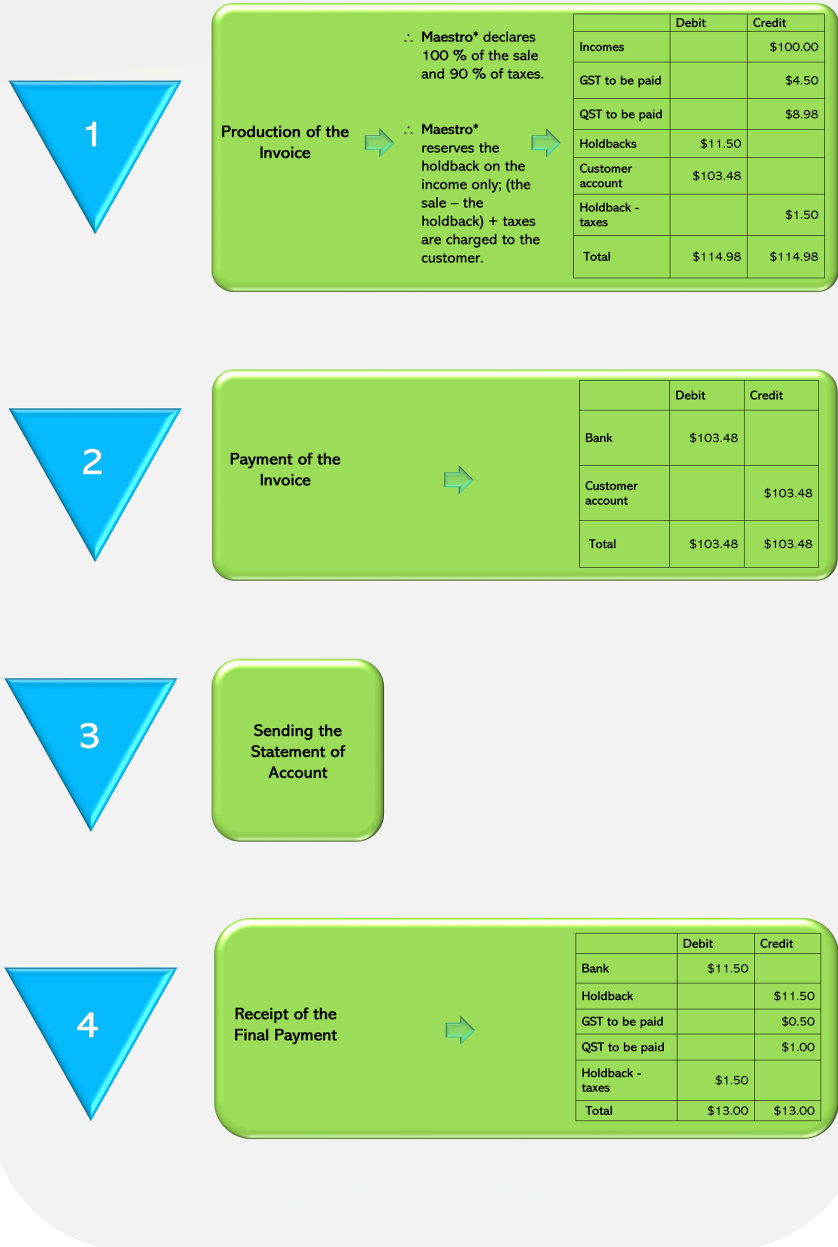 1
Production of the
Invoice
∴ Maestro* declares
100 % of the sale
and 90 % of taxes.
∴ Maestro*
reserves the
holdback on the
income only; (the
sale – the
holdback) + taxes
are charged to the
customer.
Debit Credit
Incomes $100.00
GST to be paid $4.50
QST to be paid $8.98
Holdbacks $11.50
Customer
account $103.48
Holdback -
taxes $1.50
Total $114.98 $114.98
2
Payment of the
Invoice
Debit Credit
Bank $103.48
Customer
account $103.48
Total $103.48 $103.48
3
Sending the
Statement of
Account
4
Receipt of the
Final Payment
Debit Credit
Bank $11.50
Holdback $11.50
GST to be paid $0.50
QST to be paid $1.00
Holdback -
taxes $1.50
Total $13.00 $13.00